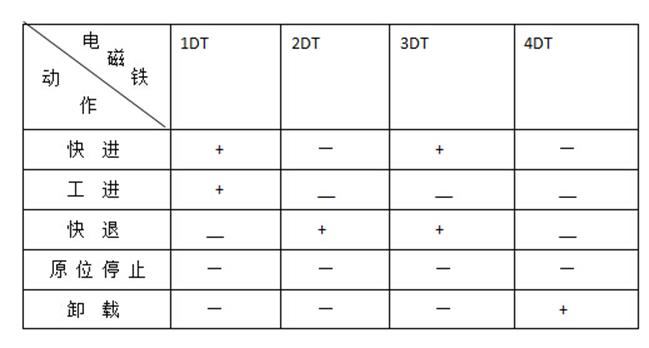 电磁铁 1DT 2DT 3DT 4DT
动作
快进 + — + —
工进 + — — —
快退 — + + —
原位停止 — — — —
卸载 — — — +